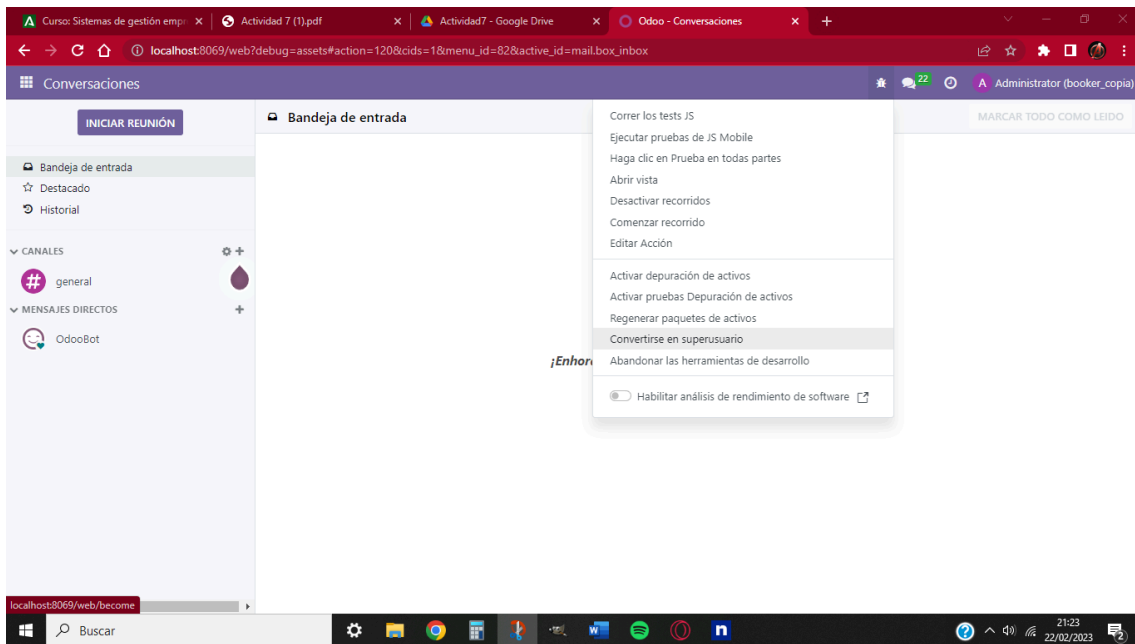 Curso: Sistemas de gestión empr
Actividad 7 (1).pdf
Actividad7 - Google Drive
Odoo - Conversaciones
localhost:8069/web?debug=assets#action=120&cids=1&menu_id=82&active_id=mail.box_inbox
Conversaciones
22
A Administrator (booker_copia)
INICIAR REUNIÓN
Bandeja de entrada
MARCAR TODO COMO LEIDO
Bandeja de entrada
Destacado
Historial
CANALES
# general
MENSAJES DIRECTOS
OdooBot
Correr los tests JS
Ejecutar pruebas de JS Mobile
Haga clic en Prueba en todas partes
Abrir vista
Desactivar recorridos
Comenzar recorrido
Editar Acción
Activar depuración de activos
Activar pruebas Depuración de activos
Regenerar paquetes de activos
Convertirse en superusuario
Abandonar las herramientas de desarrollo
Habilitar análisis de rendimiento de software
¡Enhor
localhost:8069/web/become
Buscar
21:23
22/02/2023